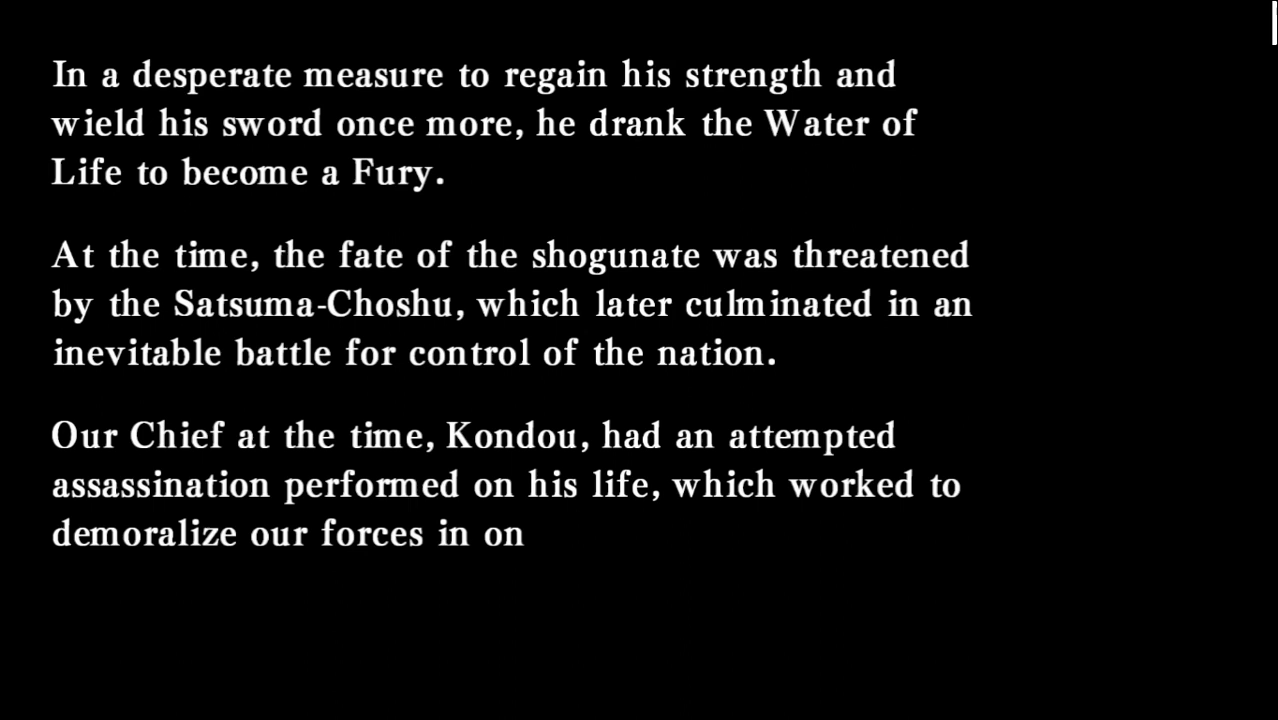 In a desperate measure to regain his strength and
wield his sword once more, he drank the Water of
Life to become a Fury.
At the time, the fate of the shogunate was threatened
by the Satsuma-Choshu, which later culminated in an
inevitable battle for control of the nation.
Our Chief at the time, Kondou, had an attempted
assassination performed on his life, which worked to
demoralize our forces in on